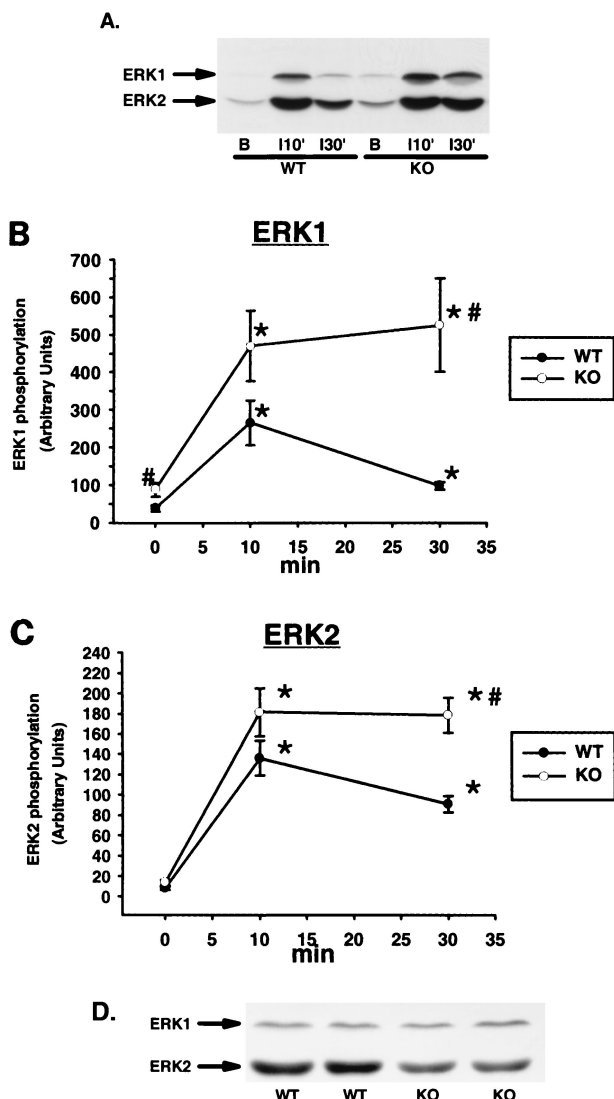 A.
ERK1
ERK2
B I10' I30' B I10' I30'
WT KO
B
ERK1
ERK1 phosphorylation
(Arbitrary Units)
700
600
500
400
300
200
100
0
* * * # * #
0 5 10 15 20 25 30 35
min
WT
KO
C
ERK2
ERK2 phosphorylation
(Arbitrary Units)
240
220
200
180
160
140
120
100
80
60
40
20
0
* * * # *
0 5 10 15 20 25 30 35
min
WT
KO
D.
ERK1
ERK2
WT WT KO KO